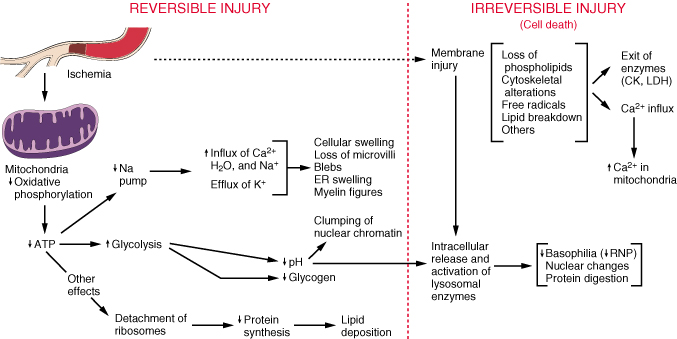 REVERSIBLE INJURY
IRREVERSIBLE INJURY
(Cell death)
Ischemia
Membrane
injury
Loss of
phospholipids
Cytoskeletal
alterations
Free radicals
Lipid breakdown
Others
Exit of
enzymes
(CK, LDH)
Ca²⁺ influx
↑ Ca²⁺ in
mitochondria
Mitochondria
↓ Oxidative
phosphorylation
↓ Na
pump
↑ Influx of Ca²⁺
H₂O, and Na⁺
Efflux of K⁺
Cellular swelling
Loss of microvilli
Blebs
ER swelling
Myelin figures
Clumping of
nuclear chromatin
↓ ATP
↑ Glycolysis
↓ pH
↓ Glycogen
Intracellular
release and
activation of
lysosomal
enzymes
↓ Basophilia (↓ RNP)
Nuclear changes
Protein digestion
Other
effects
Detachment of
ribosomes
↓ Protein
synthesis
Lipid
deposition